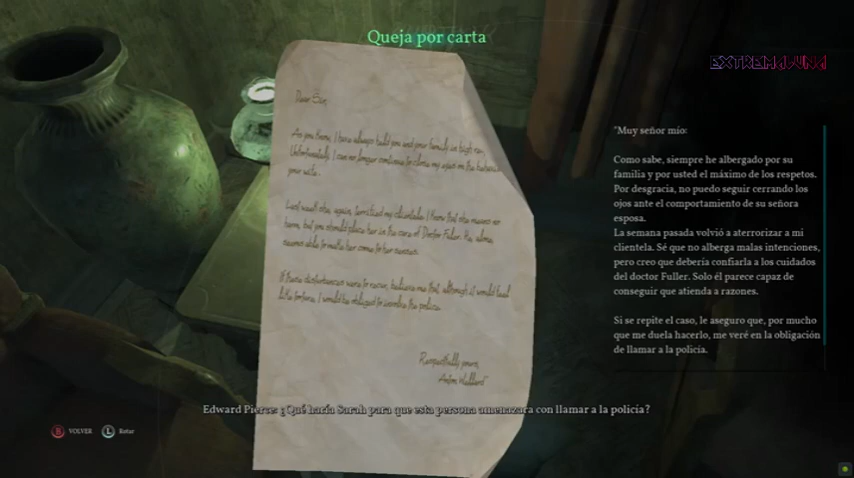 Queja por carta
EXTREMADUNA
Dear Sir,
As you know, I have always held you and your family in high
Unfortunately, I can no longer continue to close my eyes on the
your wife.
Last week she, again, terrified my clientele. I know that she means no
harm, but you should place her in the care of Doctor Fuller. He, alone,
seems able to make her come to her senses.
If these disturbances were to recur, believe me that, although it would feel
like torture, I would be obliged to involve the police.
Respectfully yours,
"Muy señor mío:
Como sabe, siempre he albergado por su
familia y por usted el máximo de los respetos.
Por desgracia, no puedo seguir cerrando los
ojos ante el comportamiento de su señora
esposa.
La semana pasada volvió a aterrorizar a mi
clientela. Sé que no alberga malas intenciones,
pero creo que debería confiarla a los cuidados
del doctor Fuller. Solo él parece capaz de
conseguir que atienda a razones.
Si se repite el caso, le aseguro que, por mucho
que me duela hacerlo, me veré en la obligación
de llamar a la policía.
Edward Pierce: ¿Qué haría Sarah para que esta persona amenazara con llamar a la policía?
B VOLVER L Rotar